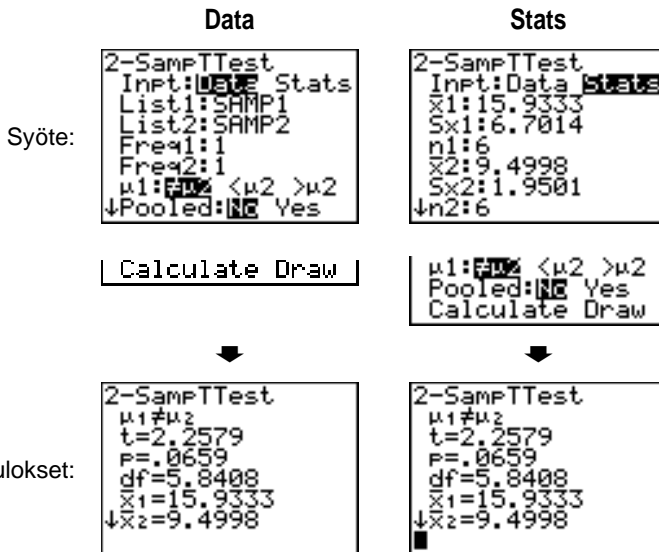 Data
Stats
Syöte:
2-SampTTest
Inpt:Data Stats
List1:SAMP1
List2:SAMP2
Freq1:1
Freq2:1
μ1:≠μ2 <μ2 >μ2
↓Pooled:No Yes
2-SampTTest
Inpt:Data Stats
x̄1:15.9333
Sx1:6.7014
n1:6
x̄2:9.4998
Sx2:1.9501
↓n2:6
Calculate Draw
μ1:≠μ2 <μ2 >μ2
Pooled:No Yes
Calculate Draw
ulokset:
2-SampTTest
μ1≠μ2
t=2.2579
p=.0659
df=5.8408
x̄1=15.9333
↓x̄2=9.4998
2-SampTTest
μ1≠μ2
t=2.2579
p=.0659
df=5.8408
x̄1=15.9333
↓x̄2=9.4998